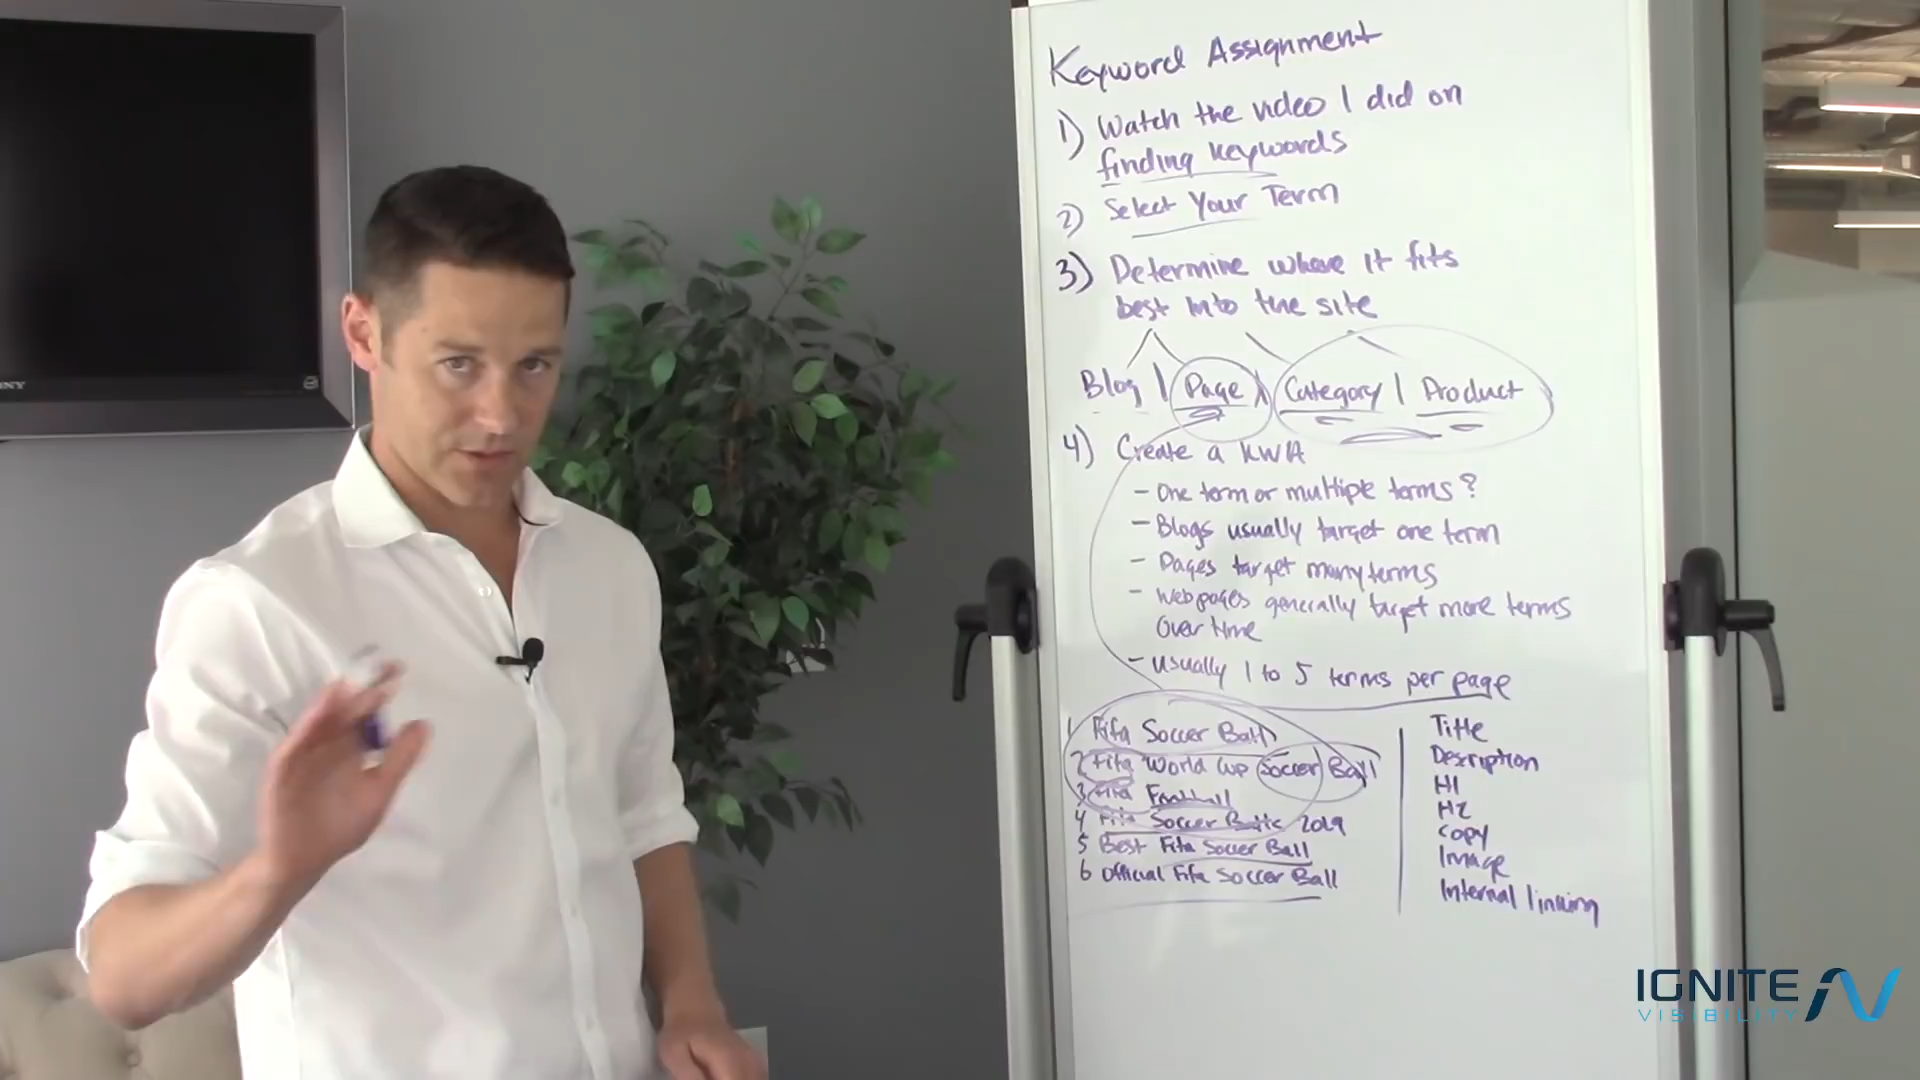 Keyword Assignment
1) Watch the video I did on
finding keywords
2) Select Your Term
3) Determine where it fits
best into the site
Blog | Page | Category | Product
4) Create a KWA
- One term or multiple terms?
- Blogs usually target one term
- Pages target many terms
- Webpages generally target more terms
over time
- usually 1 to 5 terms per page
1 Fifa Soccer Ball
2 Fifa World Cup Soccer Ball
3 Fifa Football
4 Fifa Soccer Balls 2019
5 Best Fifa Soccer Ball
6 Official Fifa Soccer Ball
Title
Description
H1
H2
Copy
Image
Internal linking
SONY
IGNITE
VISIBILITY